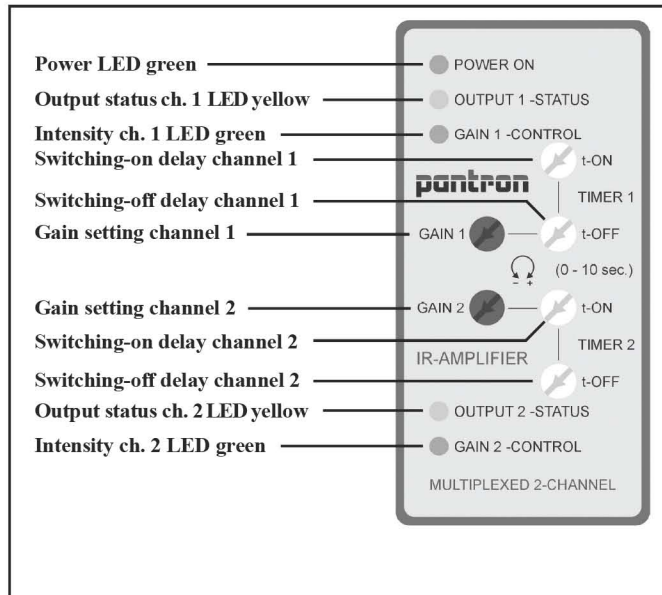 Power LED green
POWER ON
Output status ch. 1 LED yellow
OUTPUT 1 -STATUS
Intensity ch. 1 LED green
GAIN 1 -CONTROL
Switching-on delay channel 1
t-ON
pantron
Switching-off delay channel 1
TIMER 1
Gain setting channel 1
GAIN 1
t-OFF
- +
(0 - 10 sec.)
Gain setting channel 2
GAIN 2
t-ON
Switching-on delay channel 2
TIMER 2
IR-AMPLIFIER
Switching-off delay channel 2
t-OFF
Output status ch. 2 LED yellow
OUTPUT 2 -STATUS
Intensity ch. 2 LED green
GAIN 2 -CONTROL
MULTIPLEXED 2-CHANNEL